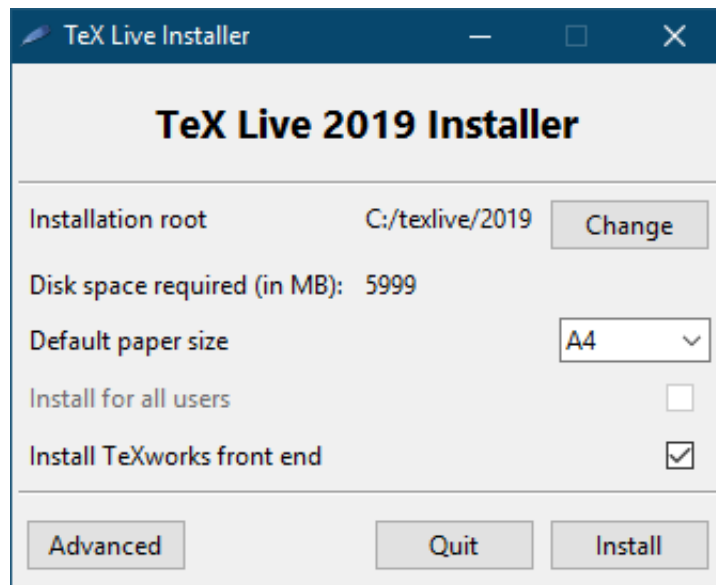 TeX Live Installer
TeX Live 2019 Installer
Installation root C:/texlive/2019 Change
Disk space required (in MB): 5999
Default paper size A4
Install for all users
Install TeXworks front end
Advanced Quit Install